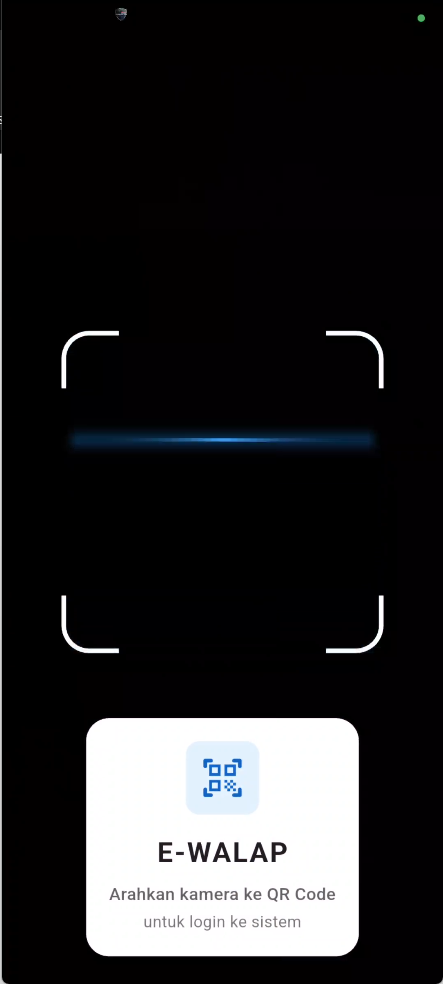 E-WALAP
Arahkan kamera ke QR Code
untuk login ke sistem